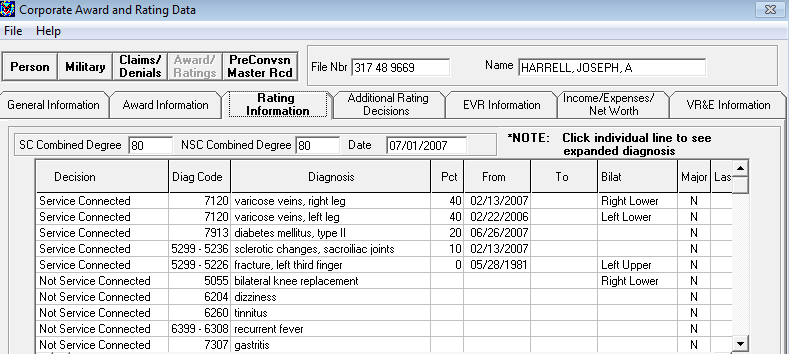 Corporate Award and Rating Data
File Help
Person Military Claims/ Denials Award/ Ratings PreConvsn Master Rcd File Nbr 317 48 9669 Name HARRELL, JOSEPH, A
General Information Award Information Rating Information Additional Rating Decisions EVR Information Income/Expenses/ Net Worth VR&E Information
SC Combined Degree 80 NSC Combined Degree 80 Date 07/01/2007 *NOTE: Click individual line to see expanded diagnosis
Decision Diag Code Diagnosis Pct From To Bilat Major Las
Service Connected 7120 varicose veins, right leg 40 02/13/2007 Right Lower N
Service Connected 7120 varicose veins, left leg 40 02/22/2006 Left Lower N
Service Connected 7913 diabetes mellitus, type II 20 06/26/2007 N
Service Connected 5299 - 5236 sclerotic changes, sacroiliac joints 10 02/13/2007 N
Service Connected 5299 - 5226 fracture, left third finger 0 05/28/1981 Left Upper N
Not Service Connected 5055 bilateral knee replacement Right Lower N
Not Service Connected 6204 dizziness N
Not Service Connected 6260 tinnitus N
Not Service Connected 6399 - 6308 recurrent fever N
Not Service Connected 7307 gastritis N